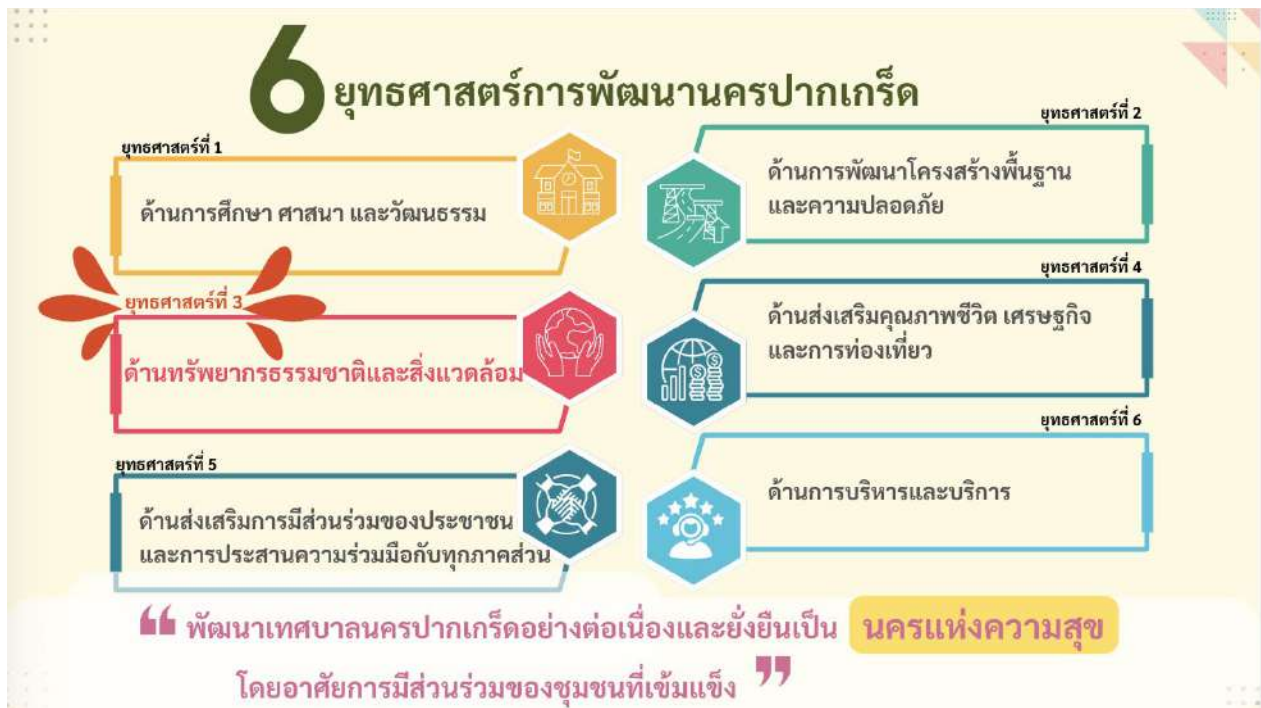 6 ยุทธศาสตร์การพัฒนานครปากเกร็ด
ยุทธศาสตร์ที่ 1
ด้านการศึกษา ศาสนา และวัฒนธรรม
ยุทธศาสตร์ที่ 2
ด้านการพัฒนาโครงสร้างพื้นฐาน
และความปลอดภัย
ยุทธศาสตร์ที่ 3
ด้านทรัพยากรธรรมชาติและสิ่งแวดล้อม
ยุทธศาสตร์ที่ 4
ด้านส่งเสริมคุณภาพชีวิต เศรษฐกิจ
และการท่องเที่ยว
ยุทธศาสตร์ที่ 5
ด้านส่งเสริมการมีส่วนร่วมของประชาชน
และการประสานความร่วมมือกับทุกภาคส่วน
ยุทธศาสตร์ที่ 6
ด้านการบริหารและบริการ
“ พัฒนาเทศบาลนครปากเกร็ดอย่างต่อเนื่องและยั่งยืนเป็น นครแห่งความสุข
โดยอาศัยการมีส่วนร่วมของชุมชนที่เข้มแข็ง ”